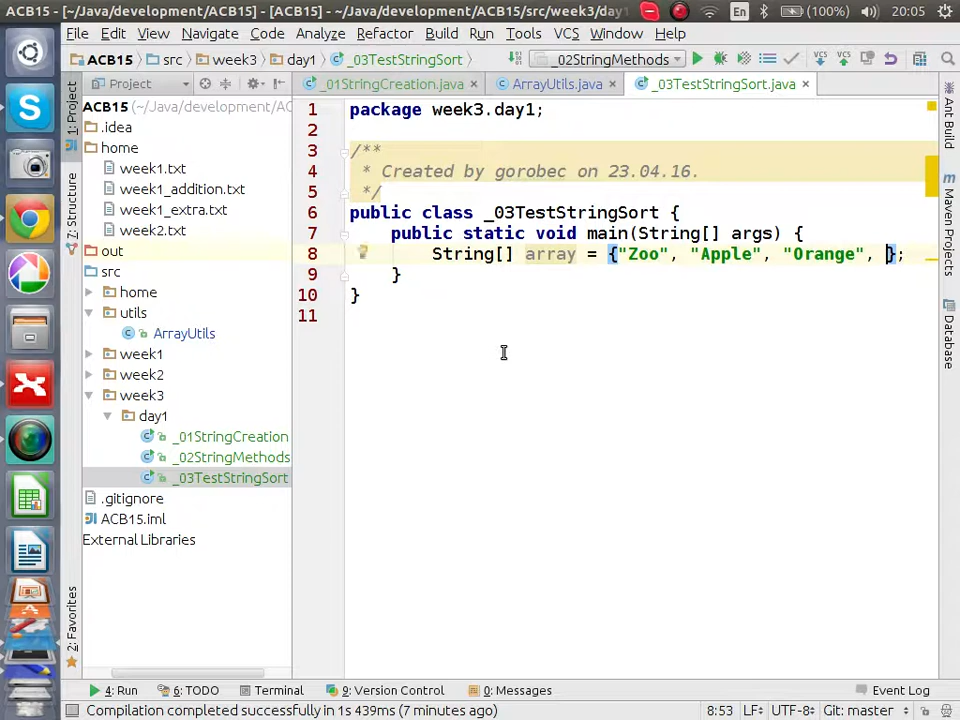 ACB15 - [~/Java/development/ACB15] - [ACB15] - ~/Java/development/ACB15/src/week3/day1
En (100%) 20:05
File Edit View Navigate Code Analyze Refactor Build Run Tools VCS Window Help
ACB15 src week3 day1 _03TestStringSort _02StringMethods
Project _01StringCreation.java ArrayUtils.java _03TestStringSort.java
ACB15 (~/Java/development/AC
.idea
home
week1.txt
week1_addition.txt
week1_extra.txt
week2.txt
out
src
home
utils
ArrayUtils
week1
week2
week3
day1
_01StringCreation
_02StringMethods
_03TestStringSort
.gitignore
ACB15.iml
External Libraries
1: Project
7: Structure
2: Favorites
1 package week3.day1;
2
3 /**
4 * Created by gorobec on 23.04.16.
5 */
6 public class _03TestStringSort {
7 public static void main(String[] args) {
8 String[] array = {"Zoo", "Apple", "Orange", };
9 }
10 }
11
Ant Build
Maven Projects
Database
4: Run 6: TODO Terminal 9: Version Control 0: Messages Event Log
Compilation completed successfully in 1s 439ms (7 minutes ago) 8:53 LF UTF-8 Git: master